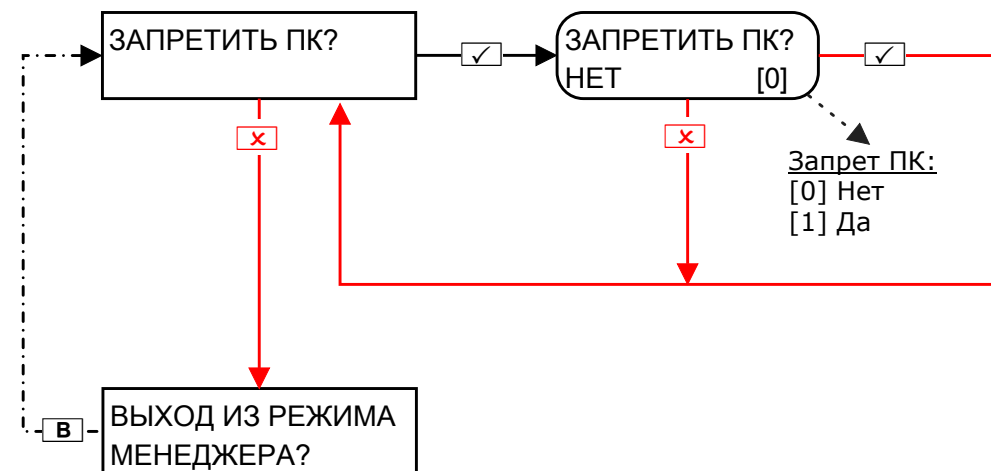 ЗАПРЕТИТЬ ПК?
✓
ЗАПРЕТИТЬ ПК?
НЕТ [0]
✓
x
x
Запрет ПК:
[0] Нет
[1] Да
B
ВЫХОД ИЗ РЕЖИМА
МЕНЕДЖЕРА?